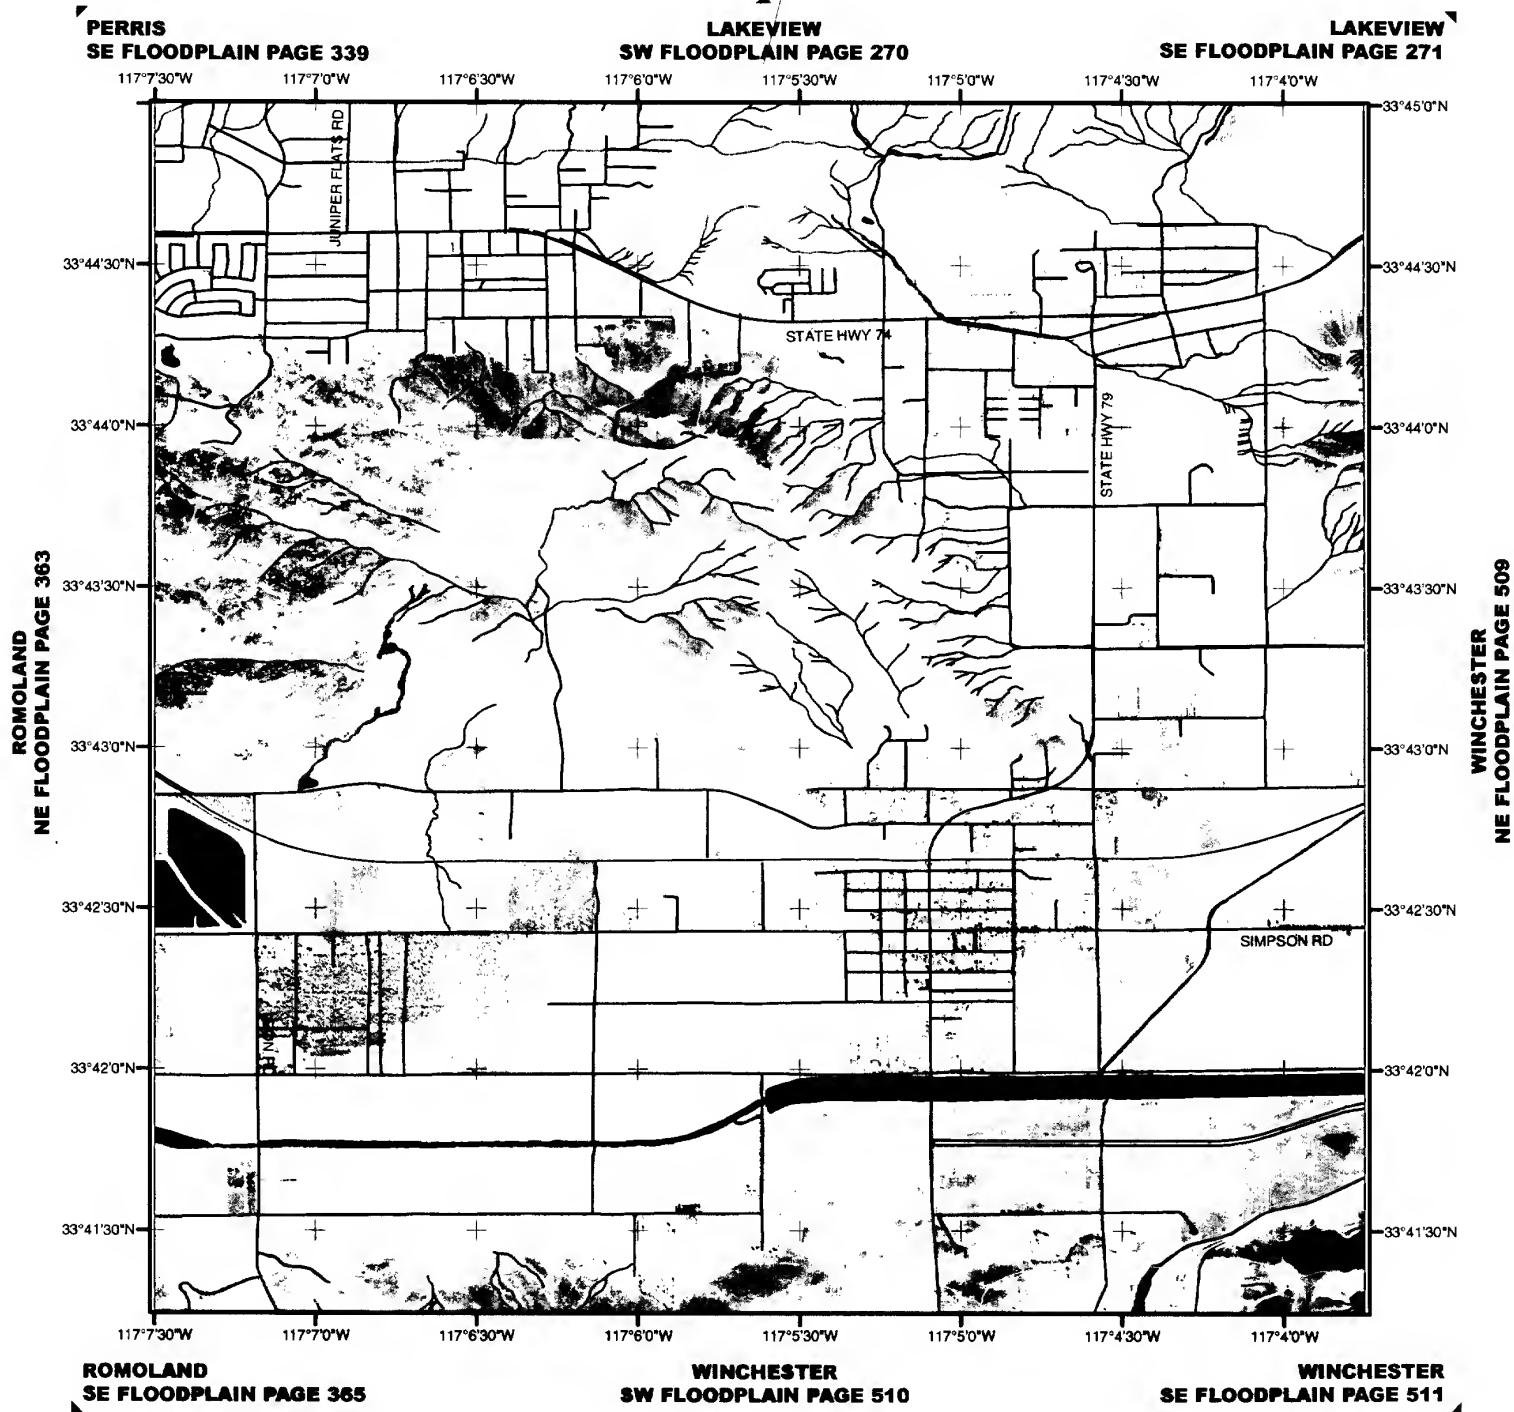 PERRIS
SE FLOODPLAIN PAGE 339
LAKEVIEW
SW FLOODPLAIN PAGE 270
LAKEVIEW
SE FLOODPLAIN PAGE 271
117°7'30"W
117°7'0"W
117°6'30"W
117°6'0"W
117°5'30"W
117°5'0"W
117°4'30"W
117°4'0"W
33°45'0"N
JUNIPER FLATS RD
33°44'30"N
33°44'30"N
STATE HWY 74
33°44'0"N
STATE HWY 79
33°44'0"N
33°43'30"N
33°43'30"N
ROMOLAND
NE FLOODPLAIN PAGE 363
WINCHESTER
NE FLOODPLAIN PAGE 509
33°43'0"N
33°43'0"N
33°42'30"N
33°42'30"N
SIMPSON RD
33°42'0"N
33°42'0"N
33°41'30"N
33°41'30"N
117°7'30"W
117°7'0"W
117°6'30"W
117°6'0"W
117°5'30"W
117°5'0"W
117°4'30"W
117°4'0"W
ROMOLAND
SE FLOODPLAIN PAGE 365
WINCHESTER
SW FLOODPLAIN PAGE 510
WINCHESTER
SE FLOODPLAIN PAGE 511